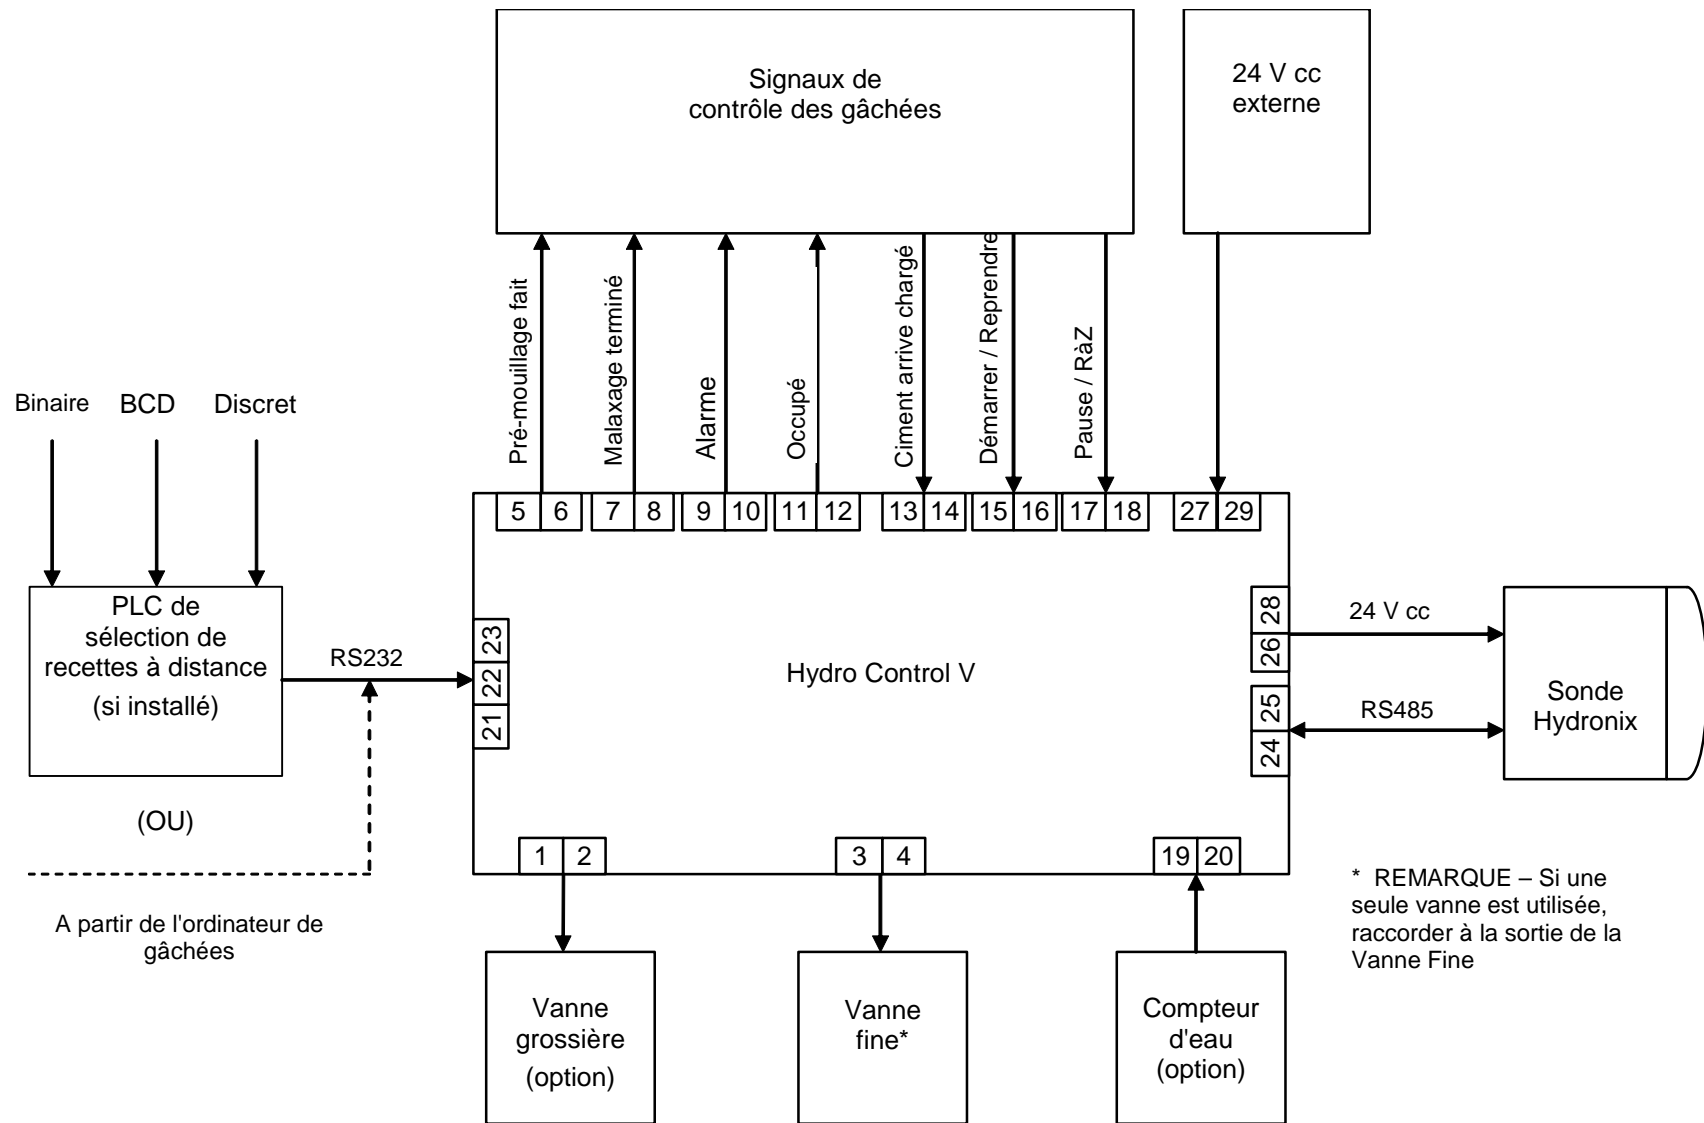 Signaux de
contrôle des gâchées
24 V cc
externe
Pré-mouillage fait
Malaxage terminé
Alarme
Occupé
Ciment arrive chargé
Démarrer / Reprendre
Pause / RàZ
Binaire
BCD
Discret
5 6 7 8 9 10 11 12 13 14 15 16 17 18 27 29
PLC de
sélection de
recettes à distance
(si installé)
RS232
23
22
21
Hydro Control V
28
26
25
24
24 V cc
RS485
Sonde
Hydronix
(OU)
A partir de l'ordinateur de
gâchées
1 2 3 4 19 20
* REMARQUE – Si une
seule vanne est utilisée,
raccorder à la sortie de la
Vanne Fine
Vanne
grossière
(option)
Vanne
fine*
Compteur
d'eau
(option)